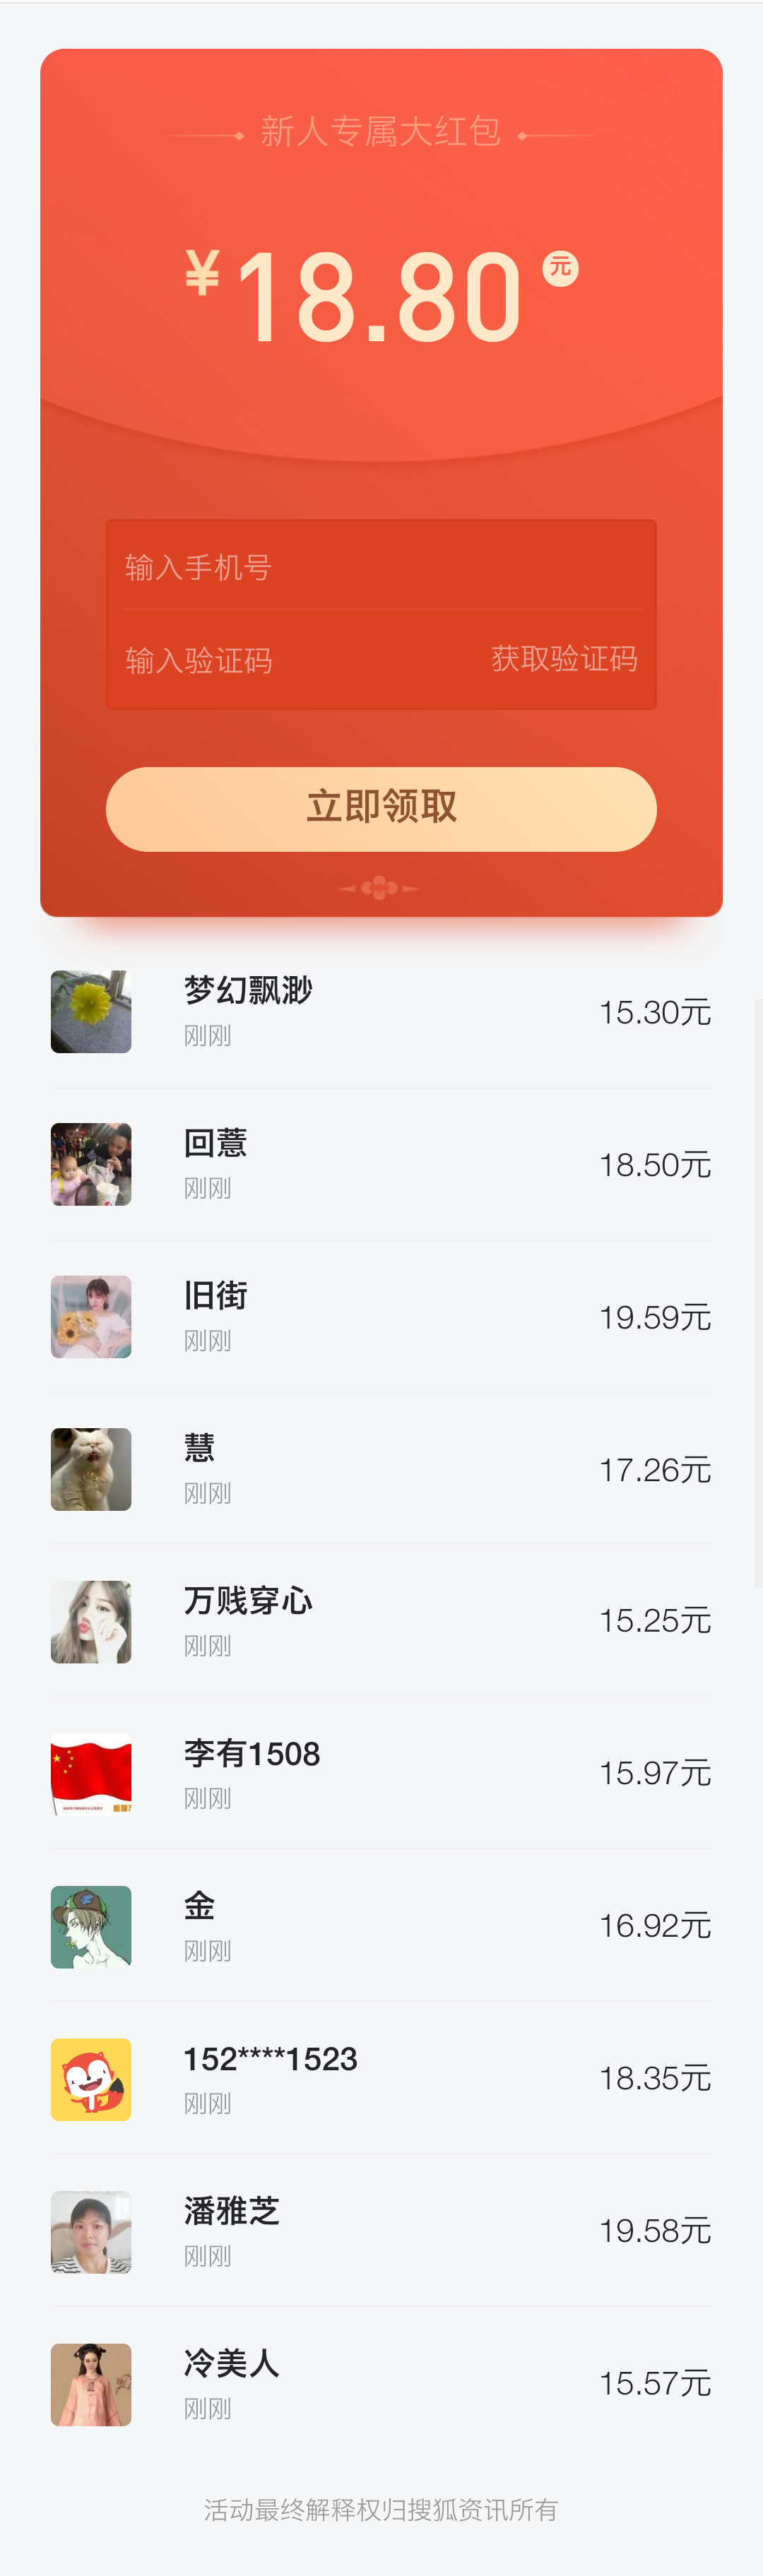 新人专属大红包
¥18.80元
输入手机号
输入验证码 获取验证码
立即领取
梦幻飘渺
刚刚
15.30元
回薏
刚刚
18.50元
旧街
刚刚
19.59元
慧
刚刚
17.26元
万贱穿心
刚刚
15.25元
李有1508
刚刚
15.97元
金
刚刚
16.92元
152****1523
刚刚
18.35元
潘雅芝
刚刚
19.58元
冷美人
刚刚
15.57元
活动最终解释权归搜狐资讯所有